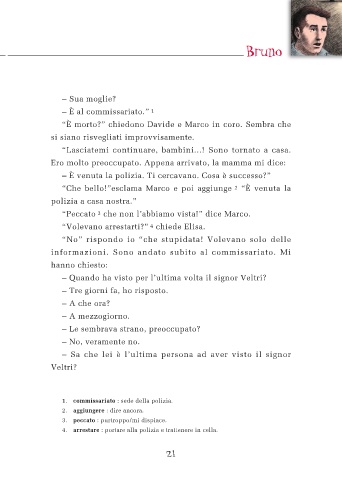 Bruno
– Sua moglie?
– È al commissariato.” 1
“È morto?” chiedono Davide e Marco in coro. Sembra che
si siano risvegliati improvvisamente.
“Lasciatemi continuare, bambini...! Sono tornato a casa.
Ero molto preoccupato. Appena arrivato, la mamma mi dice:
– È venuta la polizia. Ti cercavano. Cosa è successo?”
“Che bello!”esclama Marco e poi aggiunge 2 “È venuta la
polizia a casa nostra.”
“Peccato 3 che non l’abbiamo vista!” dice Marco.
“Volevano arrestarti?” 4 chiede Elisa.
“No” rispondo io “che stupidata! Volevano solo delle
informazioni. Sono andato subito al commissariato. Mi
hanno chiesto:
– Quando ha visto per l’ultima volta il signor Veltri?
– Tre giorni fa, ho risposto.
– A che ora?
– A mezzogiorno.
– Le sembrava strano, preoccupato?
– No, veramente no.
– Sa che lei è l’ultima persona ad aver visto il signor
Veltri?
1. commissariato : sede della polizia.
2. aggiungere : dire ancora.
3. peccato : purtroppo/mi dispiace.
4. arrestare : portare alla polizia e trattenere in cella.
21